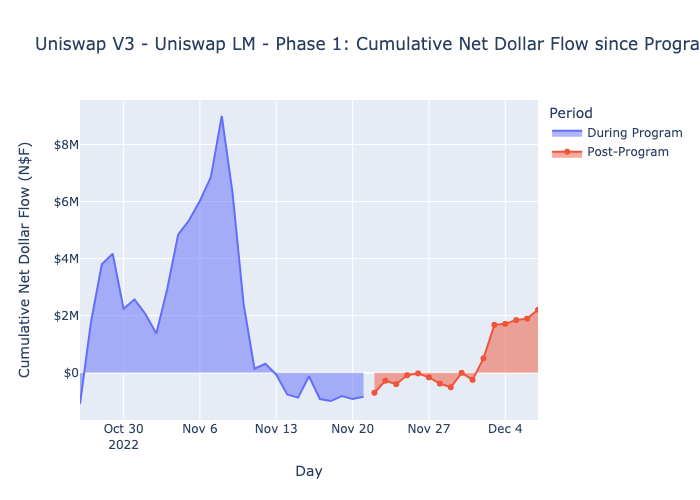 Uniswap V3 - Uniswap LM - Phase 1: Cumulative Net Dollar Flow since Progra
Period
During Program
Post-Program
Cumulative Net Dollar Flow (N$F)
$8M
$6M
$4M
$2M
$0
Oct 30
2022
Nov 6
Nov 13
Nov 20
Nov 27
Dec 4
Day